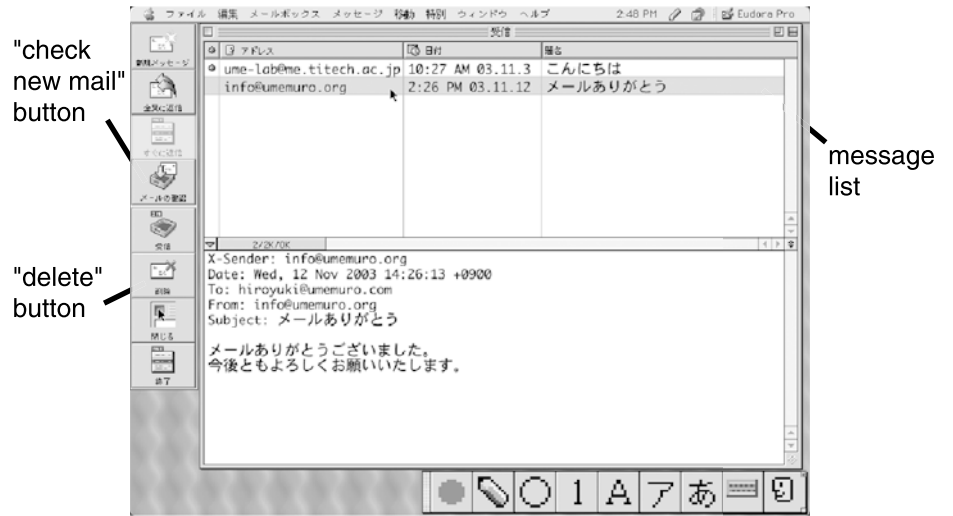 ファイル 編集 メールボックス メッセージ 移動 特別 ウィンドウ ヘルプ 2:48 PM Eudora Pro
"check
new mail"
button
"delete"
button
message
list
新規メッセージ
全員に返信
すぐに返信
メールの確認
受信
削除
閉じる
終了
受信
アドレス 日付 題名
ume-lab@me.titech.ac.jp 10:27 AM 03.11.3 こんにちは
info@umemuro.org 2:26 PM 03.11.12 メールありがとう
2/2K/0K
X-Sender: info@umemuro.org
Date: Wed, 12 Nov 2003 14:26:13 +0900
To: hiroyuki@umemuro.com
From: info@umemuro.org
Subject: メールありがとう
メールありがとうございました。
今後ともよろしくお願いいたします。
1 A ア あ